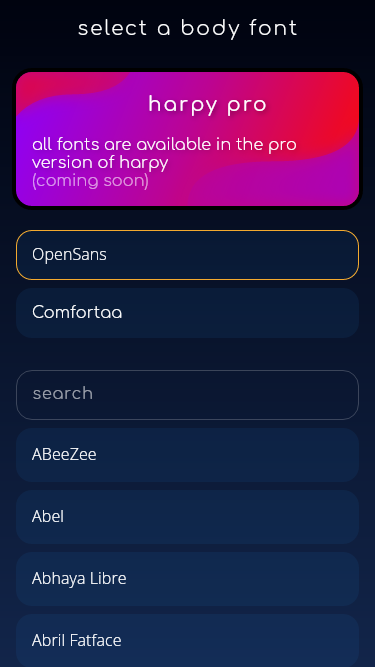 select a body font
harpy pro
all fonts are available in the pro
version of harpy
(coming soon)
OpenSans
Comfortaa
search
ABeeZee
Abel
Abhaya Libre
Abril Fatface